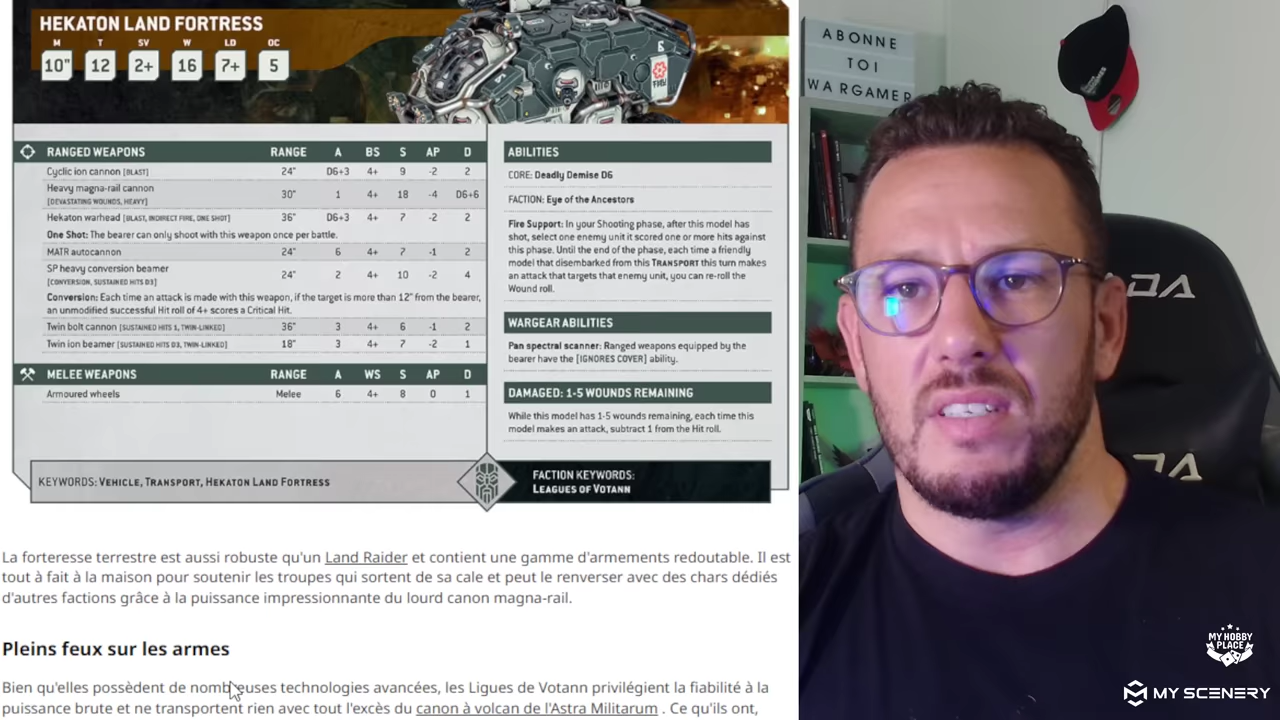 HEKATON LAND FORTRESS
M T SV W LD OC
10" 12 2+ 16 7+ 5
RANGED WEAPONS RANGE A BS S AP D
Cyclic ion cannon [BLAST] 24" D6+3 4+ 9 -2 2
Heavy magna-rail cannon
[DEVASTATING WOUNDS, HEAVY] 30" 1 4+ 18 -4 D6+6
Hekaton warhead [BLAST, INDIRECT FIRE, ONE SHOT] 36" D6+3 4+ 7 -2 2
One Shot: The bearer can only shoot with this weapon once per battle.
MATR autocannon 24" 6 4+ 7 -1 2
SP heavy conversion beamer
[CONVERSION, SUSTAINED HITS D3] 24" 2 4+ 10 -2 4
Conversion: Each time an attack is made with this weapon, if the target is more than 12" from the bearer,
an unmodified successful Hit roll of 4+ scores a Critical Hit.
Twin bolt cannon [SUSTAINED HITS 1, TWIN-LINKED] 36" 3 4+ 6 -1 2
Twin ion beamer [SUSTAINED HITS D3, TWIN-LINKED] 18" 3 4+ 7 -2 1
MELEE WEAPONS RANGE A WS S AP D
Armoured wheels Melee 6 4+ 8 0 1
ABILITIES
CORE: Deadly Demise D6
FACTION: Eye of the Ancestors
Fire Support: In your Shooting phase, after this model has
shot, select one enemy unit it scored one or more hits against
this phase. Until the end of the phase, each time a friendly
model that disembarked from this TRANSPORT this turn makes
an attack that targets that enemy unit, you can re-roll the
Wound roll.
WARGEAR ABILITIES
Pan spectral scanner: Ranged weapons equipped by the
bearer have the [IGNORES COVER] ability.
DAMAGED: 1-5 WOUNDS REMAINING
While this model has 1-5 wounds remaining, each time this
model makes an attack, subtract 1 from the Hit roll.
KEYWORDS: VEHICLE, TRANSPORT, HEKATON LAND FORTRESS
FACTION KEYWORDS:
LEAGUES OF VOTANN
La forteresse terrestre est aussi robuste qu'un Land Raider et contient une gamme d'armements redoutable. Il est
tout à fait à la maison pour soutenir les troupes qui sortent de sa cale et peut le renverser avec des chars dédiés
d'autres factions grâce à la puissance impressionnante du lourd canon magna-rail.
Pleins feux sur les armes
Bien qu'elles possèdent de nombreuses technologies avancées, les Ligues de Votann privilégient la fiabilité à la
puissance brute et ne transportent rien avec tout l'excès du canon à volcan de l'Astra Militarum . Ce qu'ils ont,
ABONNE
TOI
WARGAMER
MY HOBBY
PLACE
MY SCENERY